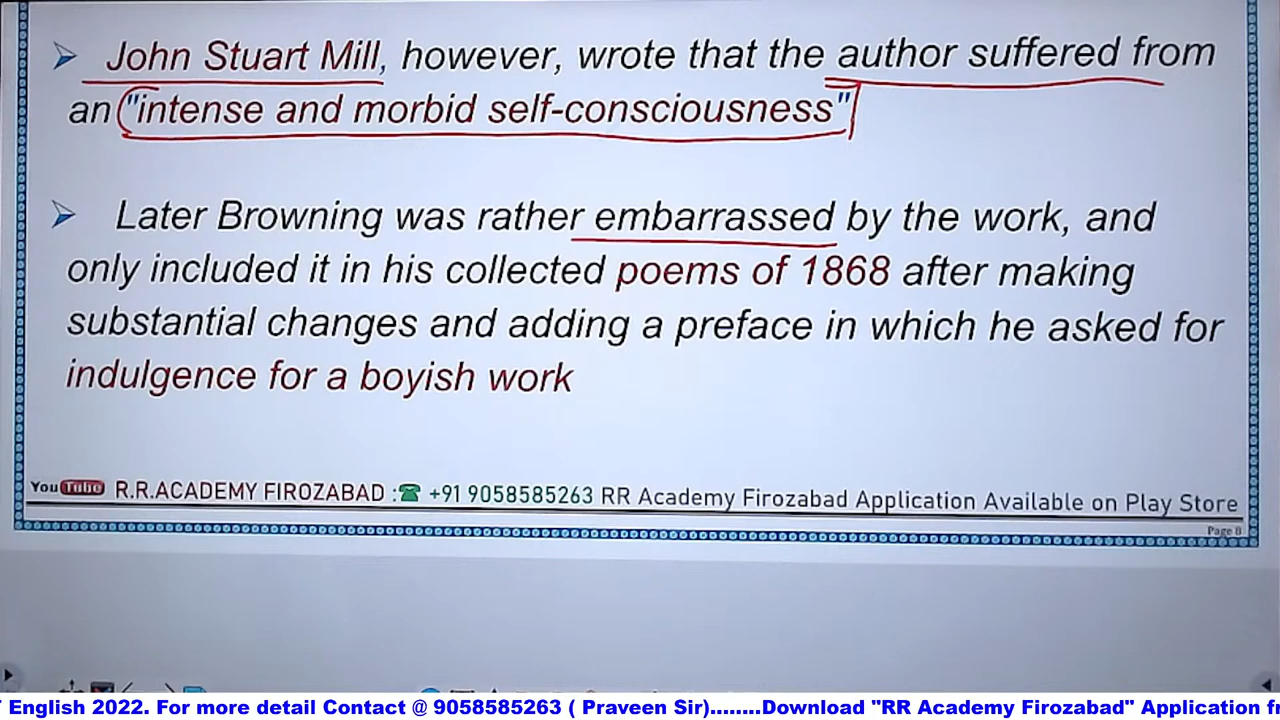 ➢ John Stuart Mill, however, wrote that the author suffered from
an "intense and morbid self-consciousness"
➢ Later Browning was rather embarrassed by the work, and
only included it in his collected poems of 1868 after making
substantial changes and adding a preface in which he asked for
indulgence for a boyish work
YouTube R.R.ACADEMY FIROZABAD :☎ +91 9058585263 RR Academy Firozabad Application Available on Play Store
Page 8
English 2022. For more detail Contact @ 9058585263 ( Praveen Sir)........Download "RR Academy Firozabad" Application